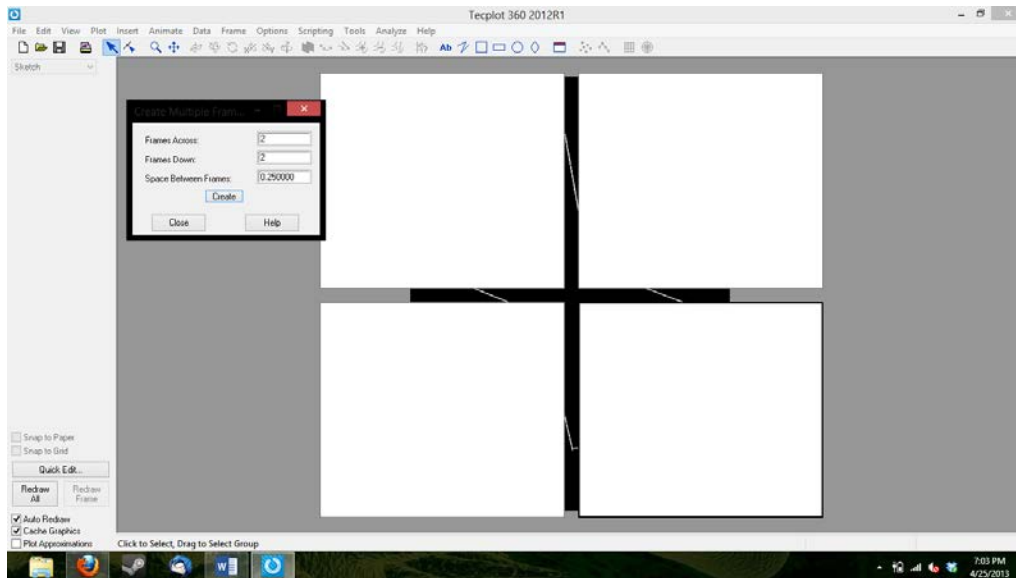 Tecplot 360 2012R1
File Edit View Plot Insert Animate Data Frame Options Scripting Tools Analyze Help
Ab
Sketch
Create Multiple Fram...
Frames Across: 2
Frames Down: 2
Space Between Frames: 0.250000
Create
Close Help
Snap to Paper
Snap to Grid
Quick Edit...
Redraw All
Redraw Frame
Auto Redraw
Cache Graphics
Plot Approximations
Click to Select, Drag to Select Group
W
7:03 PM
4/25/2013